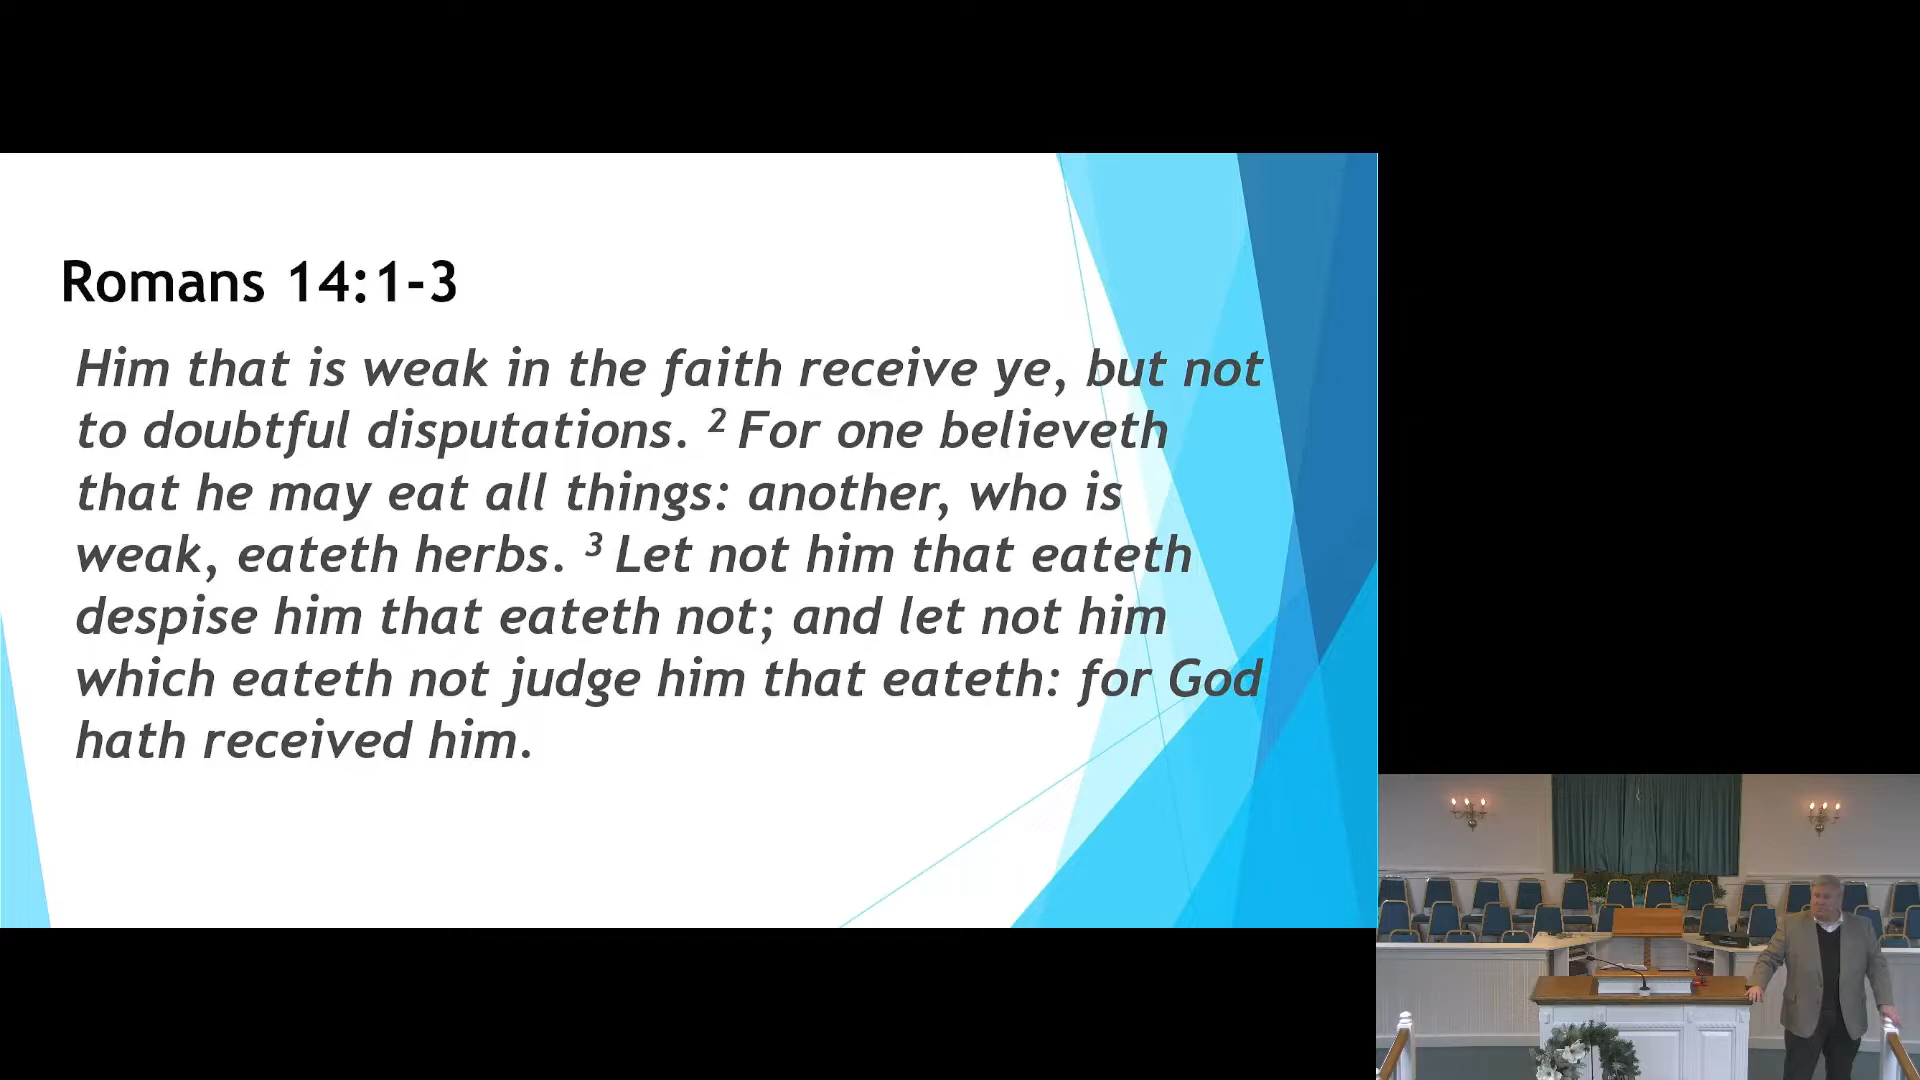 Romans 14:1-3
Him that is weak in the faith receive ye, but not
to doubtful disputations. 2 For one believeth
that he may eat all things: another, who is
weak, eateth herbs. 3 Let not him that eateth
despise him that eateth not; and let not him
which eateth not judge him that eateth: for God
hath received him.